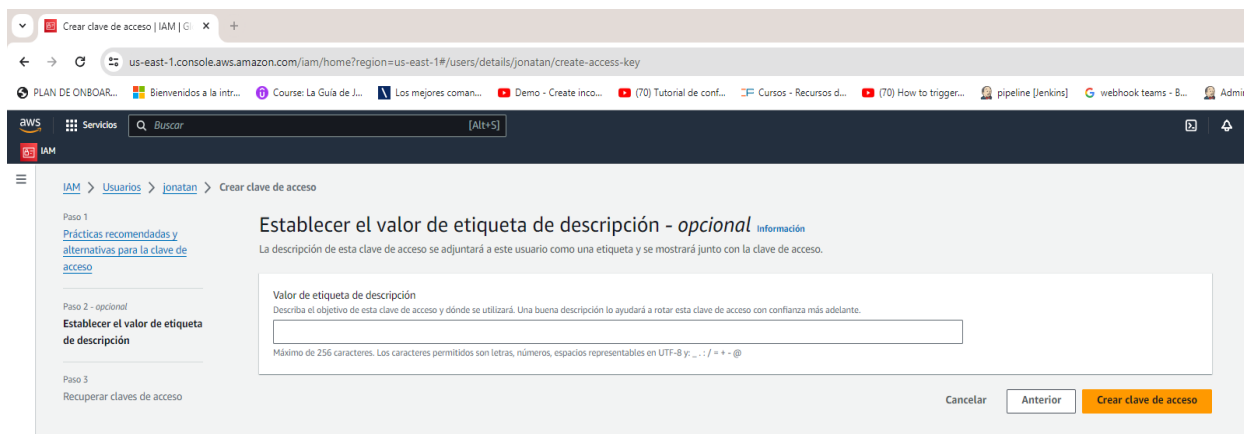 Crear clave de acceso | IAM | Gl
us-east-1.console.aws.amazon.com/iam/home?region=us-east-1#/users/details/jonatan/create-access-key
PLAN DE ONBOAR... Bienvenidos a la intr... Course: La Guía de J... Los mejores coman... Demo - Create inco... (70) Tutorial de conf... Cursos - Recursos d... (70) How to trigger... pipeline [Jenkins] webhook teams - B... Admi
aws Servicios Buscar [Alt+S]
IAM
IAM > Usuarios > jonatan > Crear clave de acceso
Paso 1
Prácticas recomendadas y
alternativas para la clave de
acceso
Paso 2 - opcional
Establecer el valor de etiqueta
de descripción
Paso 3
Recuperar claves de acceso
Establecer el valor de etiqueta de descripción - opcional Información
La descripción de esta clave de acceso se adjuntará a este usuario como una etiqueta y se mostrará junto con la clave de acceso.
Valor de etiqueta de descripción
Describa el objetivo de esta clave de acceso y dónde se utilizará. Una buena descripción lo ayudará a rotar esta clave de acceso con confianza más adelante.
Máximo de 256 caracteres. Los caracteres permitidos son letras, números, espacios representables en UTF-8 y: _ . : / = + - @
Cancelar Anterior Crear clave de acceso